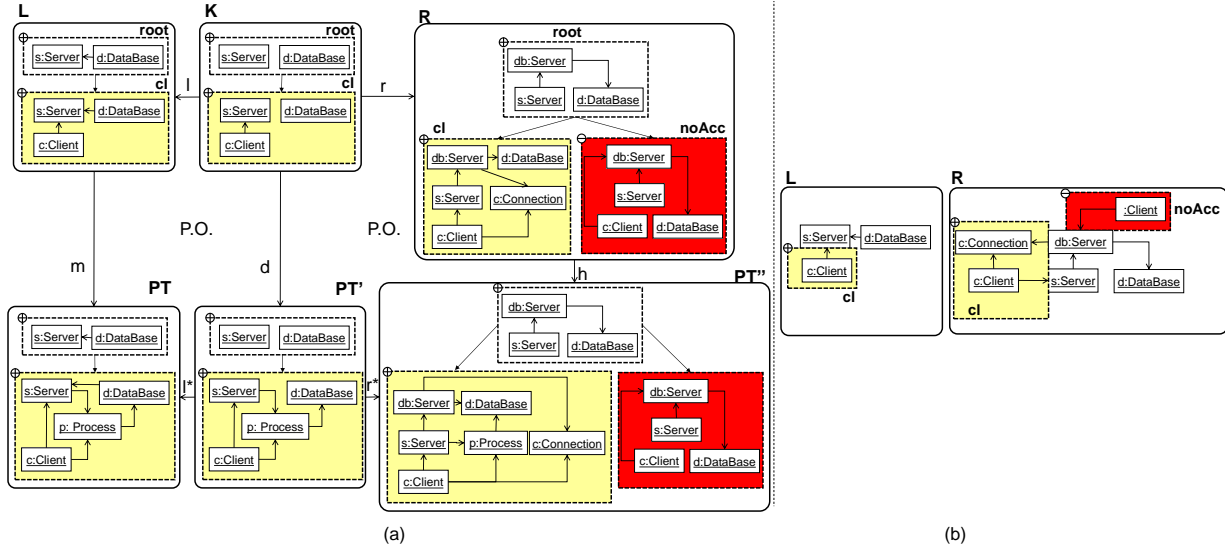 L
root
s:Server
d:DataBase
cl
s:Server
d:DataBase
c:Client
l
K
root
s:Server
d:DataBase
cl
s:Server
d:DataBase
c:Client
r
R
root
db:Server
s:Server
d:DataBase
cl
db:Server
d:DataBase
s:Server
c:Connection
c:Client
noAcc
db:Server
s:Server
c:Client
d:DataBase
m
P.O.
d
P.O.
h
PT
s:Server
d:DataBase
s:Server
d:DataBase
p: Process
c:Client
l*
PT’
s:Server
d:DataBase
s:Server
d:DataBase
p: Process
c:Client
r*
PT’’
db:Server
s:Server
d:DataBase
db:Server
d:DataBase
s:Server
p:Process
c:Connection
c:Client
db:Server
s:Server
c:Client
d:DataBase
(a)
L
s:Server
d:DataBase
c:Client
cl
R
:Client
noAcc
c:Connection
db:Server
c:Client
s:Server
d:DataBase
cl
(b)